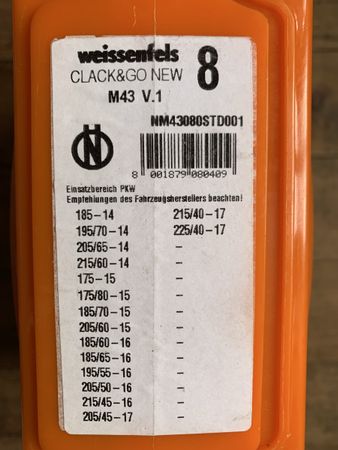 weissenfels
CLACK&GO NEW 8
M43 V.1
NM43080STD001
8 001879 080409
Einsatzbereich PKW
Empfehlungen des Fahrzeugherstellers beachten!
185-14 215/40-17
195/70-14 225/40-17
205/65-14 -
215/60-14 -
175-15 -
175/80-15 -
185/70-15 -
205/60-15 -
185/60-16 -
185/65-16 -
195/55-16 -
205/50-16 -
215/45-16 -
205/45-17 -